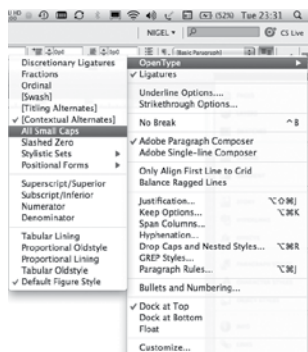 (52%) Tue 23:31
NIGEL
CS Live
[Basic Paragraph]
Discretionary Ligatures
Fractions
Ordinal
[Swash]
[Titling Alternates]
✓ [Contextual Alternates]
All Small Caps
Slashed Zero
Stylistic Sets
Positional Forms
Superscript/Superior
Subscript/Inferior
Numerator
Denominator
Tabular Lining
Proportional Oldstyle
Proportional Lining
Tabular Oldstyle
✓ Default Figure Style
OpenType
✓ Ligatures
Underline Options...
Strikethrough Options...
No Break ^B
✓ Adobe Paragraph Composer
Adobe Single-line Composer
Only Align First Line to Grid
Balance Ragged Lines
Justification... ⌥⇧⌘J
Keep Options... ⌥⌘K
Span Columns...
Hyphenation...
Drop Caps and Nested Styles... ⌥⌘R
GREP Styles...
Paragraph Rules... ⌥⌘J
Bullets and Numbering...
✓ Dock at Top
Dock at Bottom
Float
Customize...